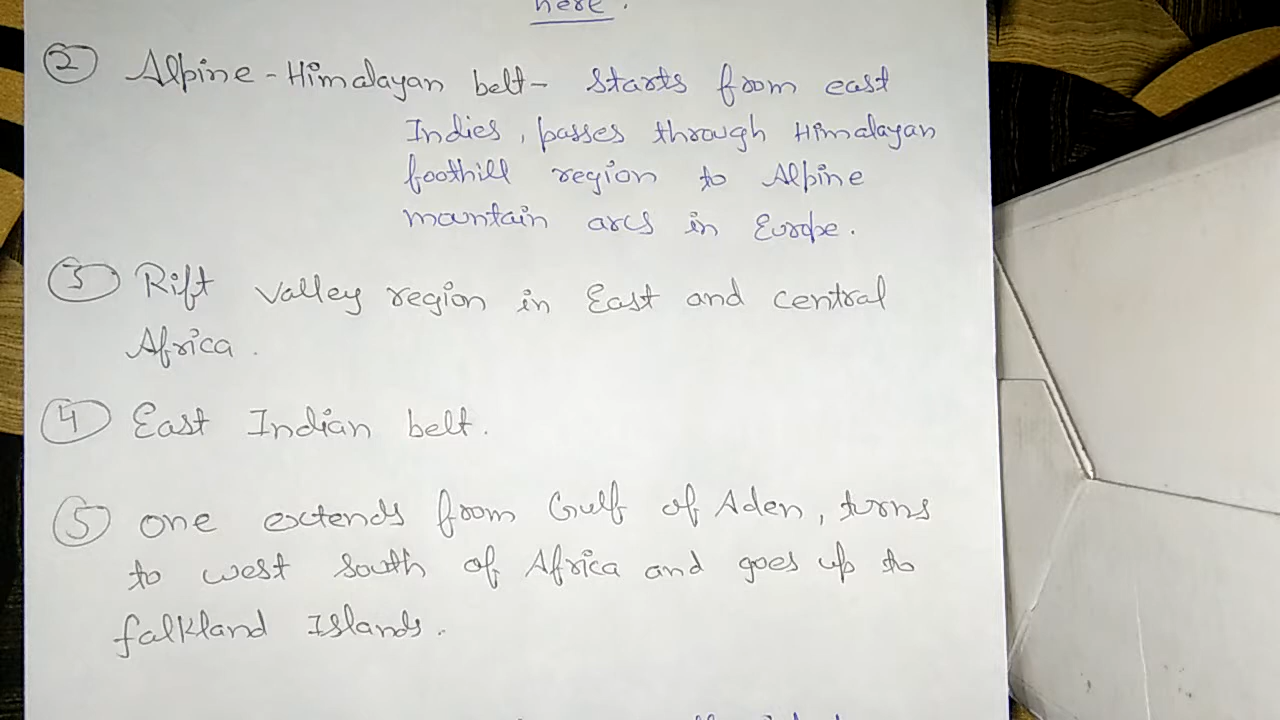 here.
② Alpine-Himalayan belt- starts from east
Indies, passes through Himalayan
foothill region to Alpine
mountain arcs in Europe.
③ Rift valley region in East and central
Africa.
④ East Indian belt.
⑤ one extends from Gulf of Aden, turns
to west south of Africa and goes up to
falkland Islands.